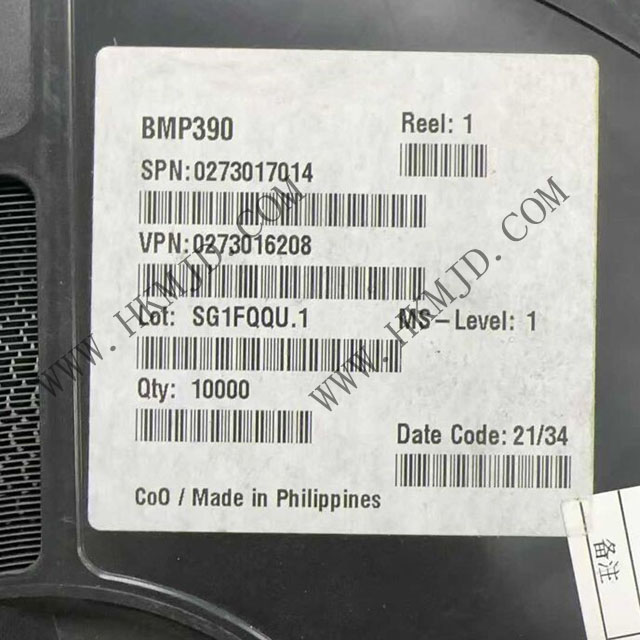 BMP390
Reel: 1
SPN:0273017014
VPN:0273016208
Lot: SG1FQQU.1
MS-Level: 1
Qty: 10000
Date Code: 21/34
CoO / Made in Philippines
备注
WWW.HKMJD.COM
WWW.HKMJD.COM